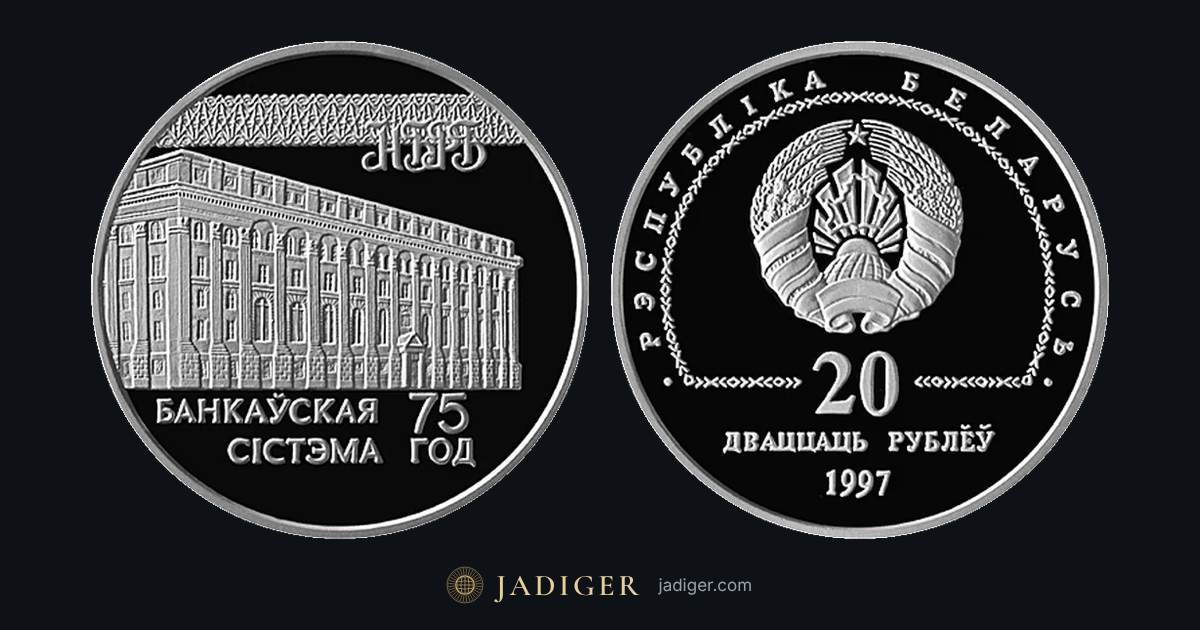 НБРБ
БАНКАЎСКАЯ 75
СІСТЭМА ГОД
РЭСПУБЛІКА БЕЛАРУСЬ
20
ДВАЦЦАЦЬ РУБЛЁЎ
1997
JADIGER jadiger.com